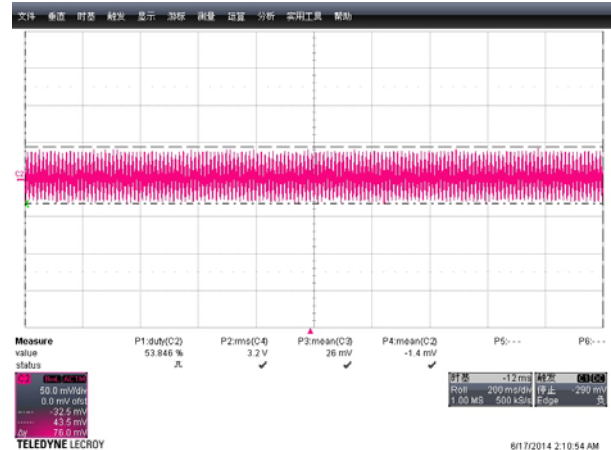 文件 垂直 时基 触发 显示 游标 测量 运算 分析 实用工具 帮助
C2
Measure P1:duty(C2) P2:rms(C4) P3:mean(C3) P4:mean(C2) P5:- - - P6:- - -
value 53.846 % 3.2 V 26 mV -1.4 mV
status
C2 BwL AC1M
50.0 mV/div
0.0 mV ofst
-32.5 mV
43.5 mV
Δy 76.0 mV
时基 -12 ms
Roll 200 ms/div
1.00 MS 500 kS/s
触发 C1 DC
停止 -290 mV
Edge 负
TELEDYNE LECROY
6/17/2014 2:10:54 AM